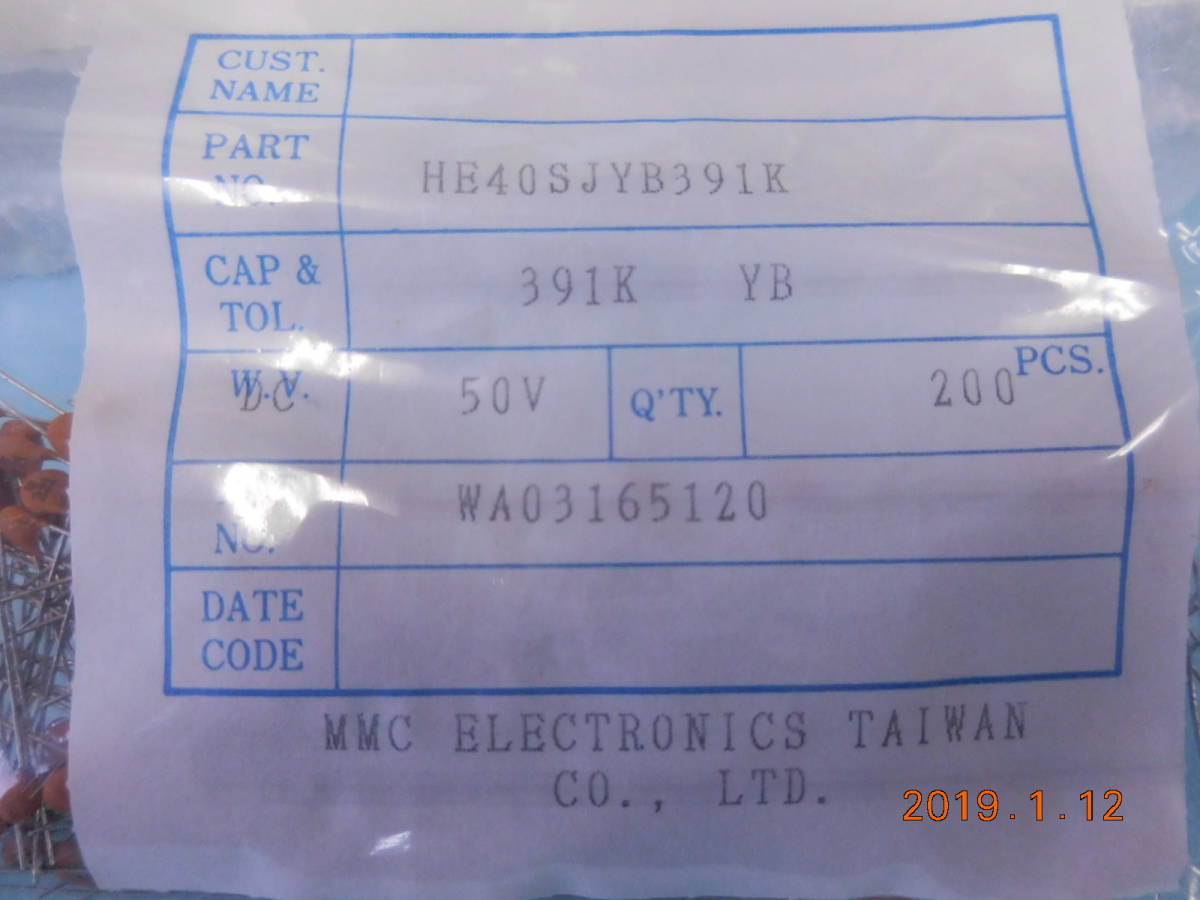 CUST.
NAME
PART
NO.
HE40SJYB391K
CAP &
TOL.
391K YB
W.V.
DC
50V
Q'TY.
200
PCS.
NO.
WA03165120
DATE
CODE
MMC ELECTRONICS TAIWAN
CO., LTD.
2019.1.12